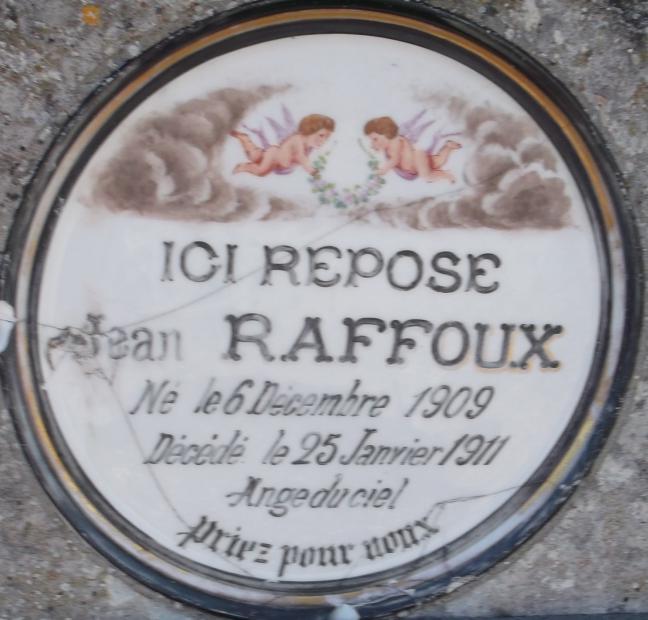 ICI REPOSE
Jean RAFFOUX
Né le 6 Décembre 1909
Décédé le 25 Janvier 1911
Ange du ciel
Priez pour noux